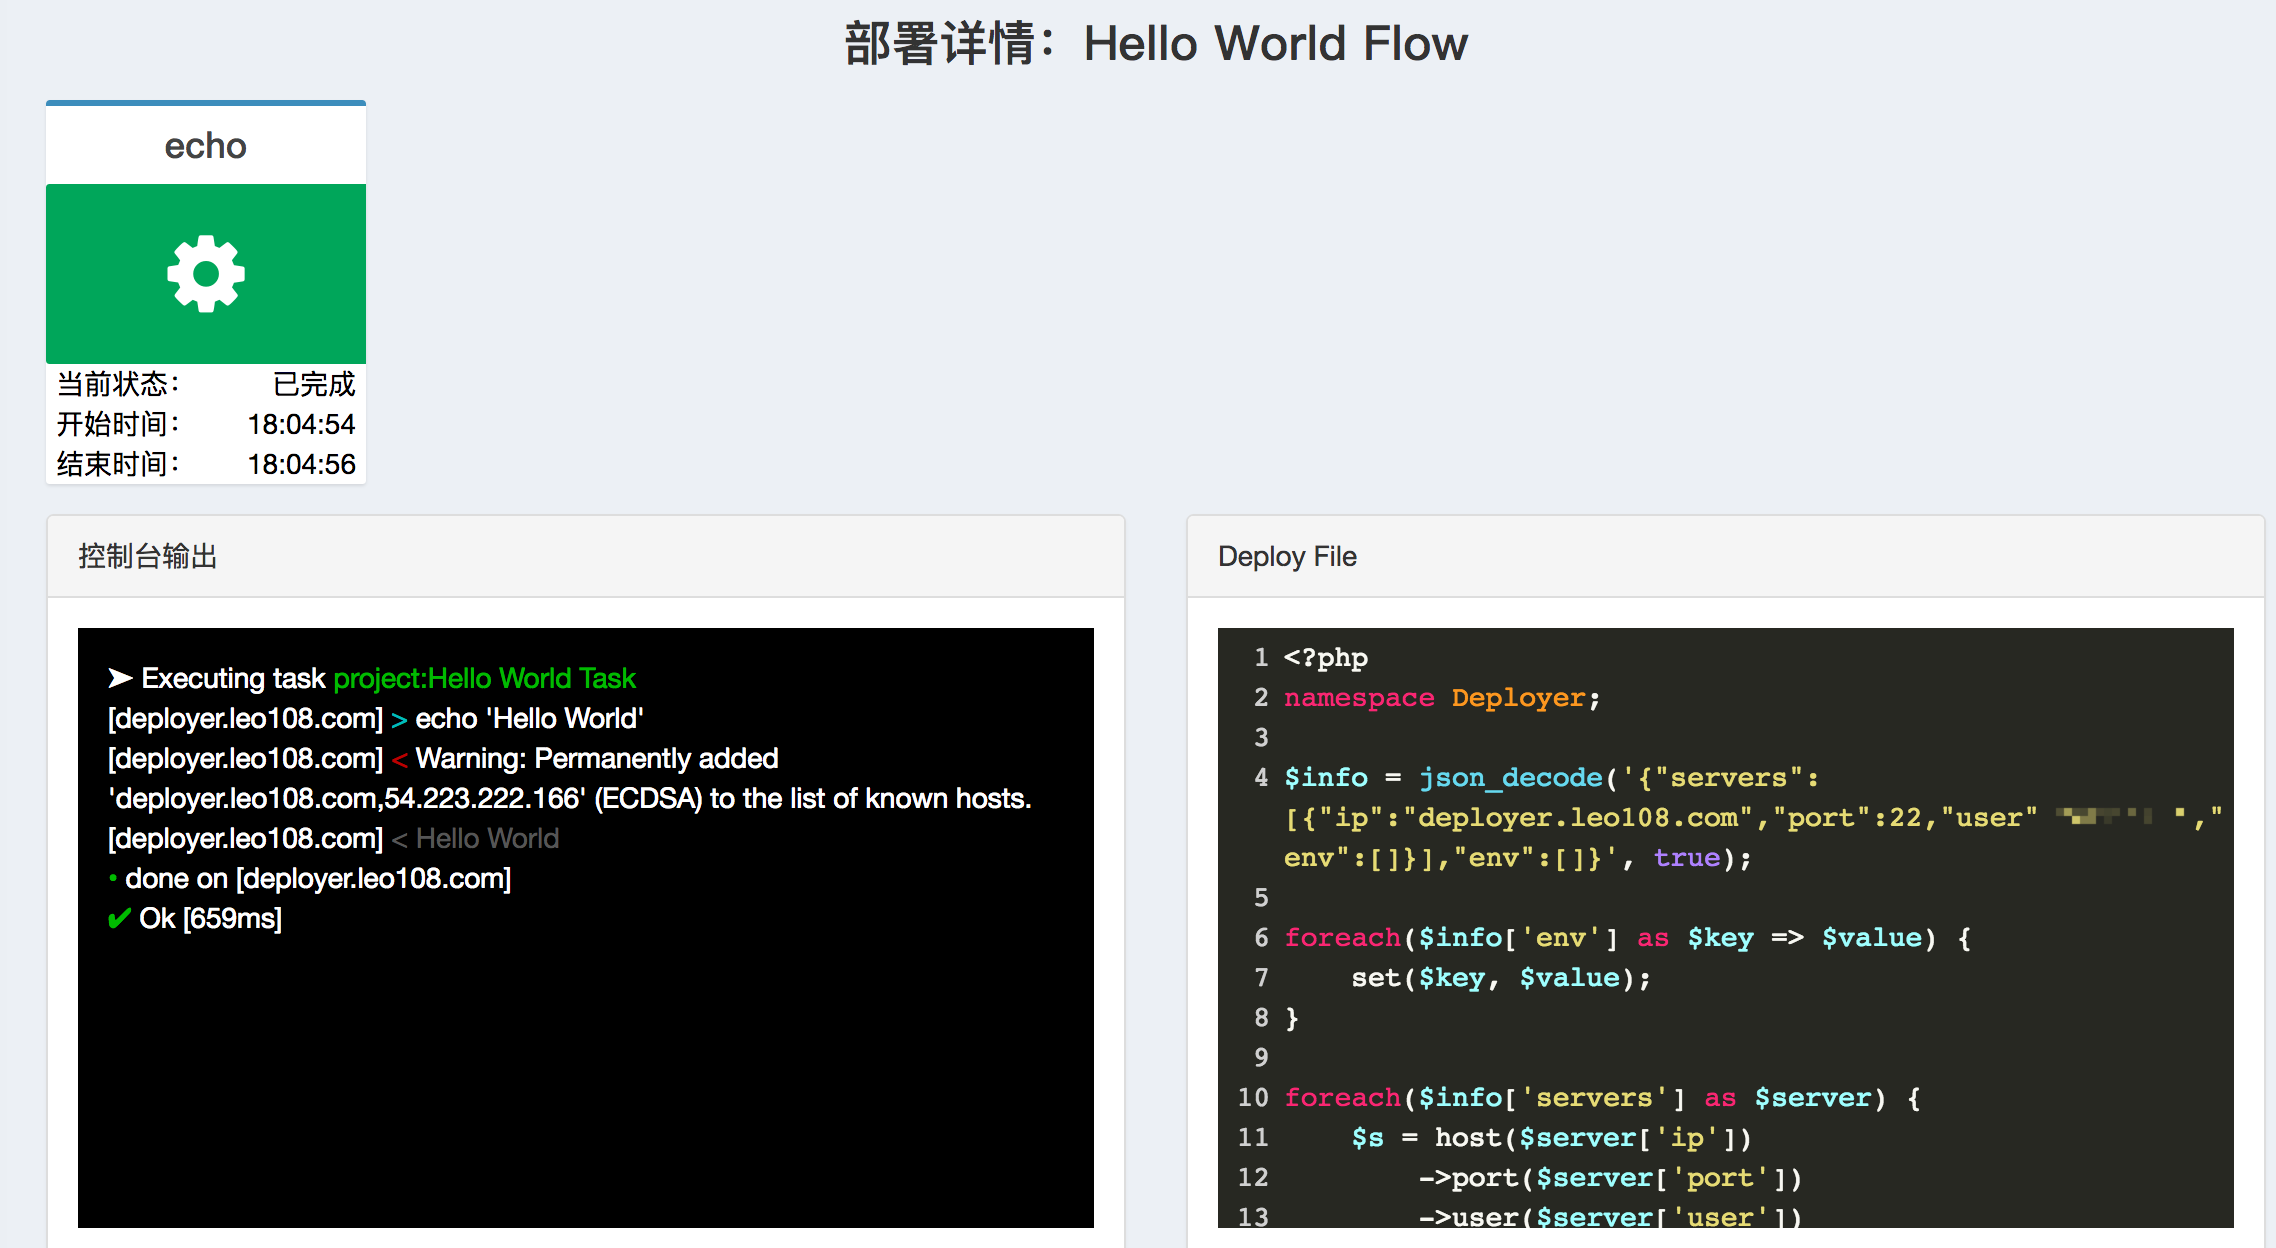 部署详情：Hello World Flow
echo
当前状态： 已完成
开始时间： 18:04:54
结束时间： 18:04:56
控制台输出
➤ Executing task project:Hello World Task
[deployer.leo108.com] > echo 'Hello World'
[deployer.leo108.com] < Warning: Permanently added
'deployer.leo108.com,54.223.222.166' (ECDSA) to the list of known hosts.
[deployer.leo108.com] < Hello World
• done on [deployer.leo108.com]
✔ Ok [659ms]
Deploy File
1 <?php
2 namespace Deployer;
3
4 $info = json_decode('{"servers":
[{"ip":"deployer.leo108.com","port":22,"user" ","
env":[]}],"env":[]}', true);
5
6 foreach($info['env'] as $key => $value) {
7     set($key, $value);
8 }
9
10 foreach($info['servers'] as $server) {
11     $s = host($server['ip'])
12         ->port($server['port'])
13         ->user($server['user'])